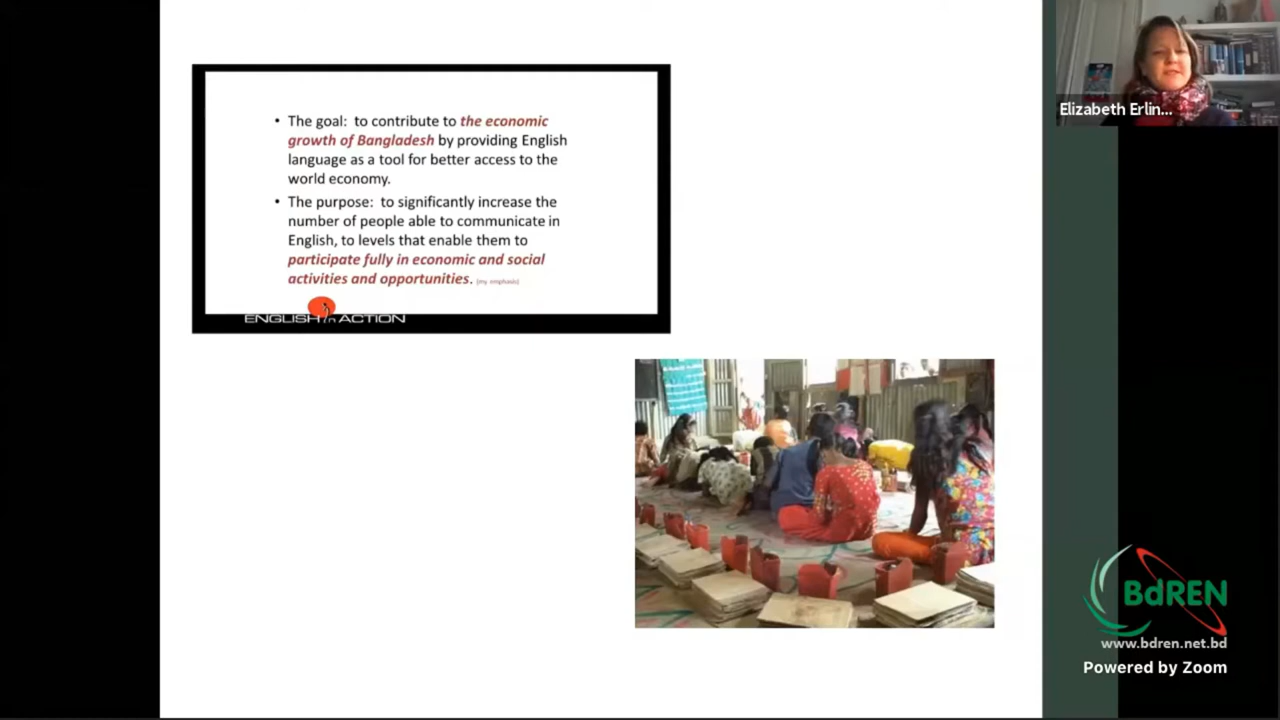 • The goal: to contribute to the economic
growth of Bangladesh by providing English
language as a tool for better access to the
world economy.
• The purpose: to significantly increase the
number of people able to communicate in
English, to levels that enable them to
participate fully in economic and social
activities and opportunities. [my emphasis]
ENGLISH in ACTION
Elizabeth Erlin...
BdREN
www.bdren.net.bd
Powered by Zoom